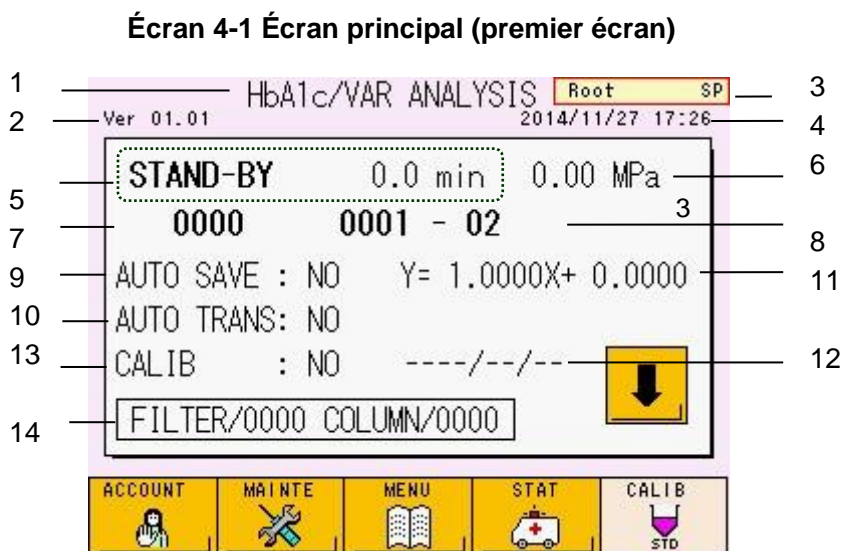 Écran 4-1 Écran principal (premier écran)
1 HbA1c/VAR ANALYSIS Root SP 3
2 Ver 01.01 2014/11/27 17:26 4
5 STAND-BY 0.0 min 0.00 MPa 6
7 0000 0001 - 02 3 8
9 AUTO SAVE : NO Y= 1.0000X+ 0.0000 11
10 AUTO TRANS: NO
13 CALIB : NO ----/--/-- 12
14 FILTER/0000 COLUMN/0000
ACCOUNT MAINTE MENU STAT CALIB
STD